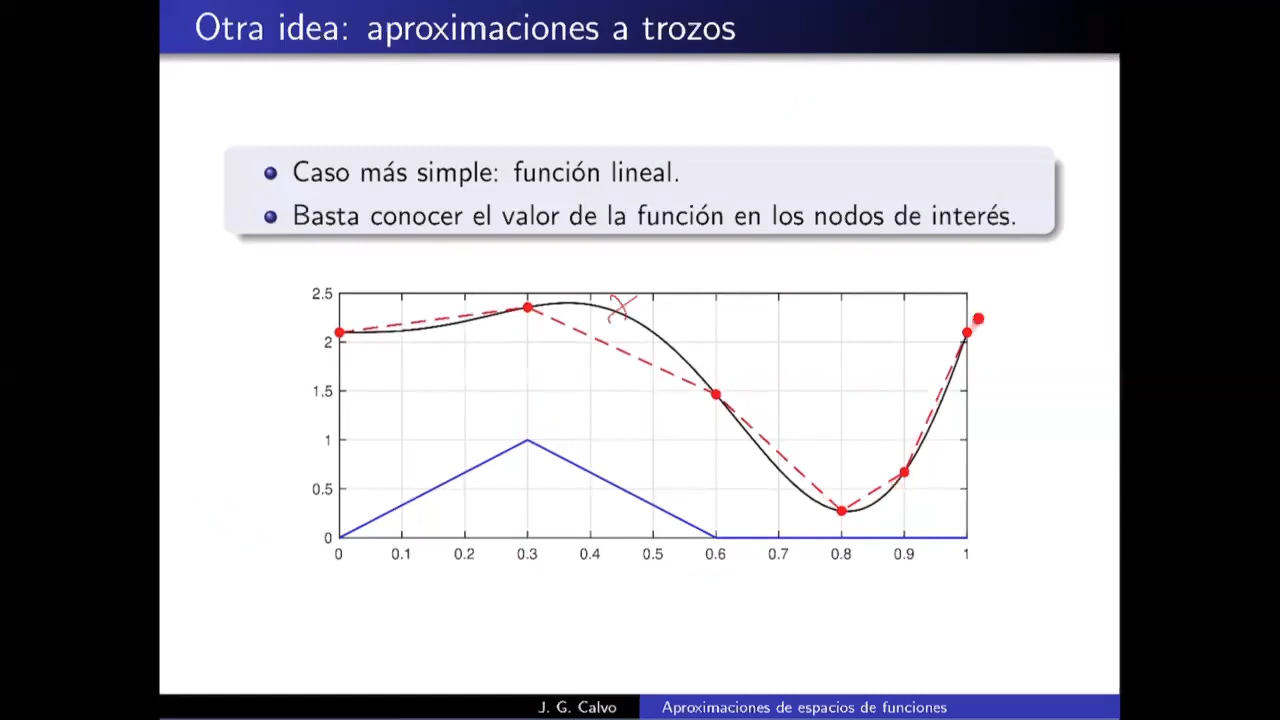 Otra idea: aproximaciones a trozos
Caso más simple: función lineal.
Basta conocer el valor de la función en los nodos de interés.
2.5
2
1.5
1
0.5
0
0 0.1 0.2 0.3 0.4 0.5 0.6 0.7 0.8 0.9 1
J. G. Calvo Aproximaciones de espacios de funciones